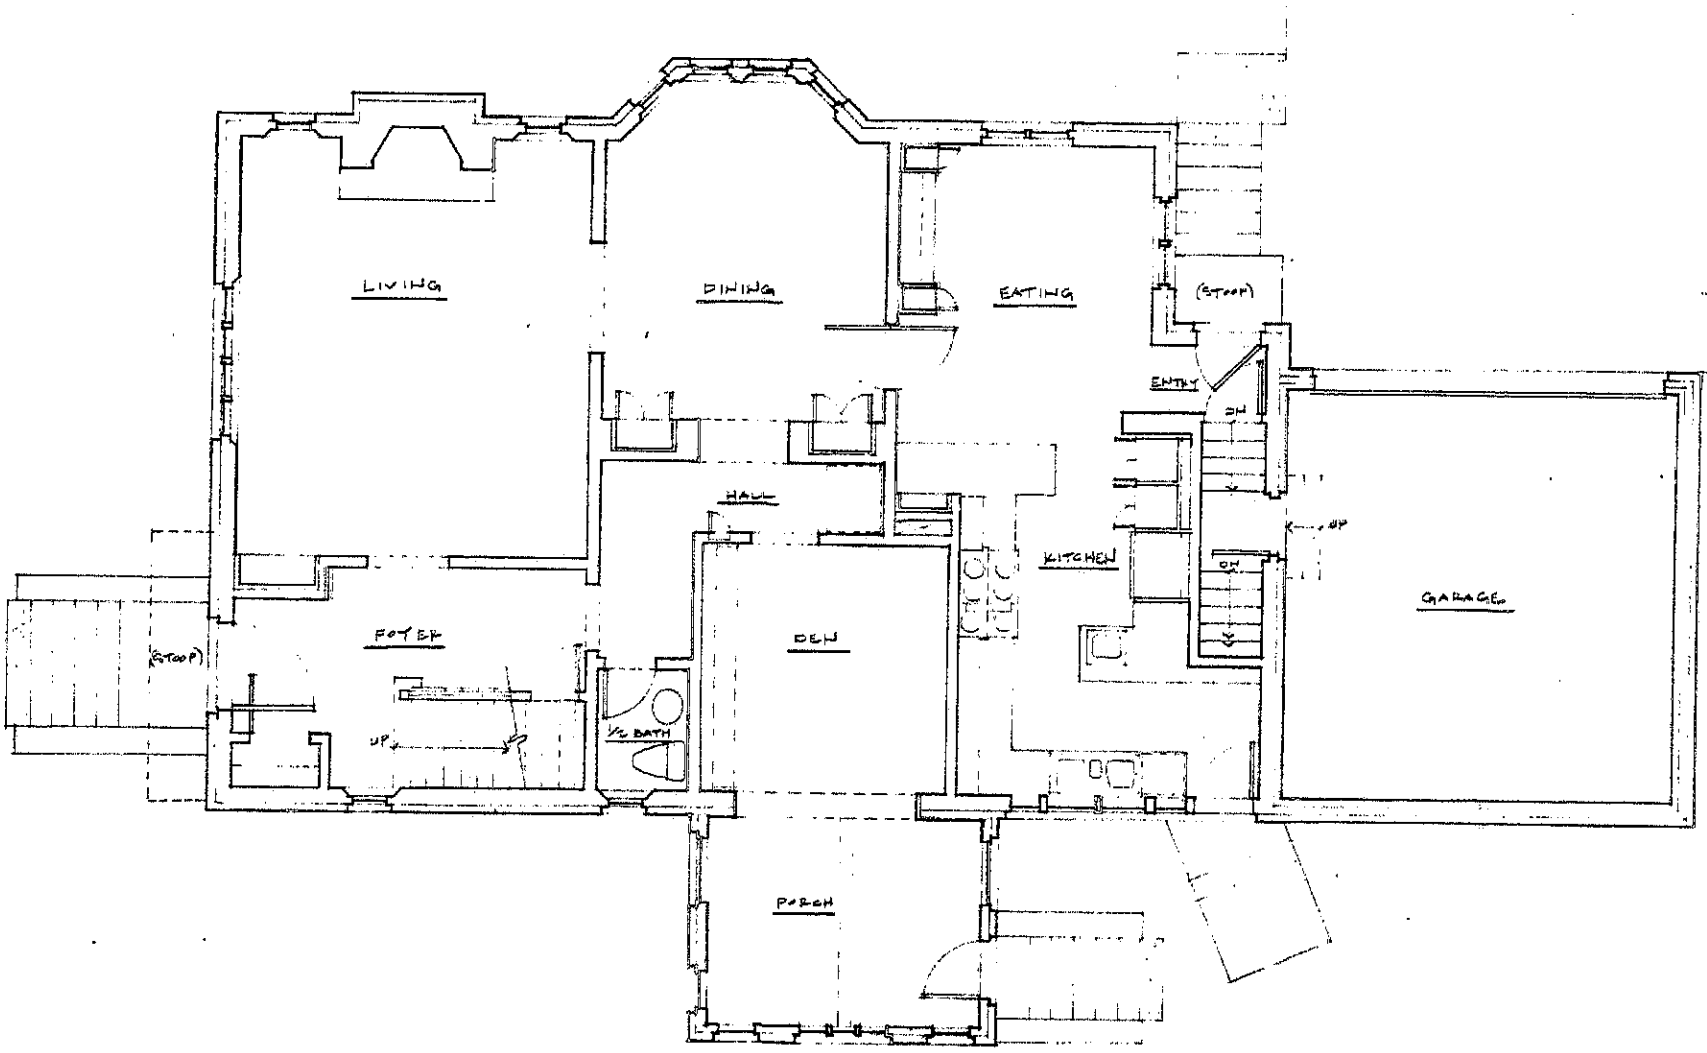 LIVING
DINING
EATING
(STOOP)
ENTRY
DN
HALL
UP
KITCHEN
DN
GARAGE
FOYER
DEN
(STOOP)
UP
1/2 BATH
PORCH